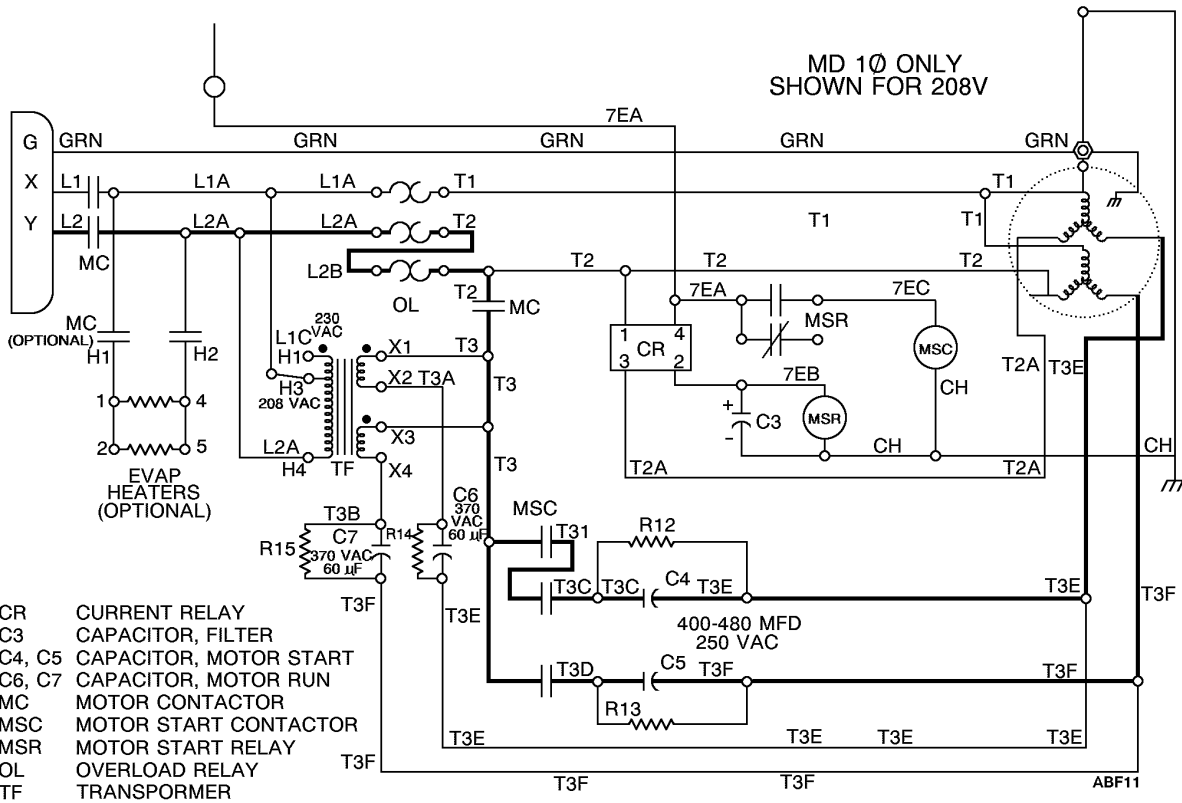 MD 1Ø ONLY
SHOWN FOR 208V
7EA
G GRN GRN GRN GRN GRN
X L1 L1A L1A T1 T1
Y L2 L2A L2A T2 T1 T1
MC
L2B T2 T2 T2
OL T2 MC
7EA 7EC
MC
(OPTIONAL)
H1 H2
L1C 230
VAC
H1 X1 T3
1 4
3 2
CR
MSR
MSC
H3 X2 T3A T3
208 VAC
T2A T3E
7EB
CH
1 4
+
C3
-
MSR
X3
2 5
L2A
H4 TF X4
T3
CH
CH
T2A T2A
EVAP
HEATERS
(OPTIONAL)
T3B
C6
370
VAC
60 µF
MSC
T31
R12
R15
C7
370 VAC
60 µF
R14
T3C T3C C4 T3E T3E
T3F T3E T3F
400-480 MFD
250 VAC
T3D C5 T3F T3F
R13
T3E T3E T3E T3E
T3F T3F T3F
ABF11
CR CURRENT RELAY
C3 CAPACITOR, FILTER
C4, C5 CAPACITOR, MOTOR START
C6, C7 CAPACITOR, MOTOR RUN
MC MOTOR CONTACTOR
MSC MOTOR START CONTACTOR
MSR MOTOR START RELAY
OL OVERLOAD RELAY
TF TRANSPORMER